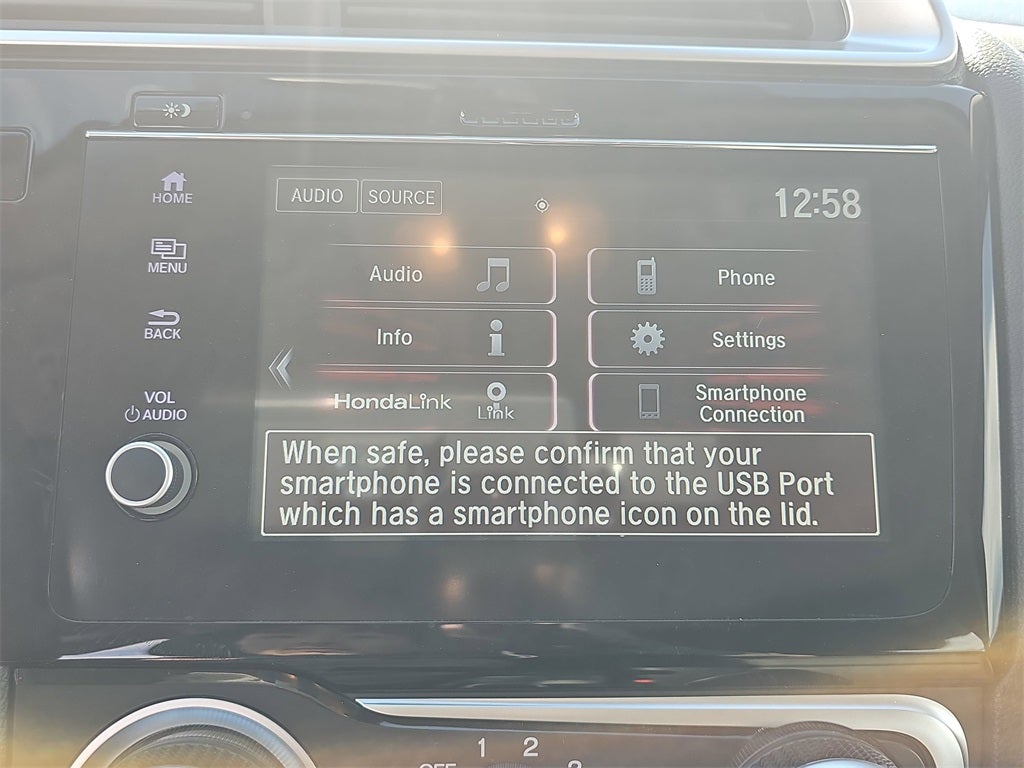 HOME
MENU
BACK
VOL
AUDIO
AUDIO SOURCE
12:58
Audio
Phone
Info
Settings
HondaLink
Link
Smartphone
Connection
When safe, please confirm that your
smartphone is connected to the USB Port
which has a smartphone icon on the lid.
1 2
OFF